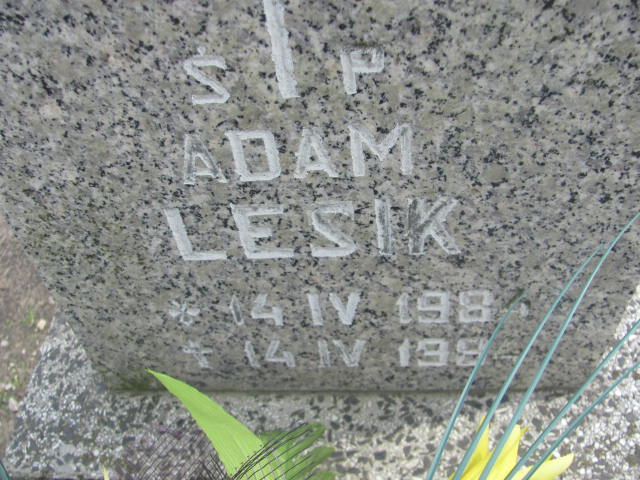 Ś P
ADAM
LESIK
* 14 IV
+ 14 IV